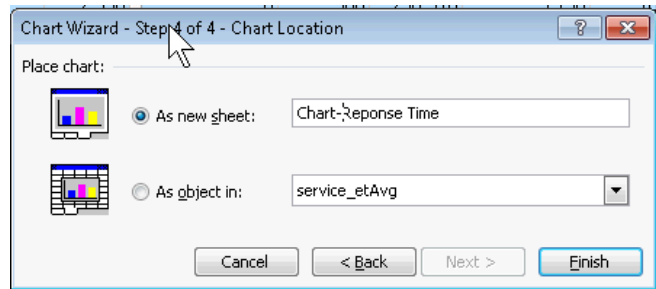 Chart Wizard - Step 4 of 4 - Chart Location
Place chart:
As new sheet: Chart-Reponse Time
As object in: service_etAvg
Cancel < Back Next > Finish